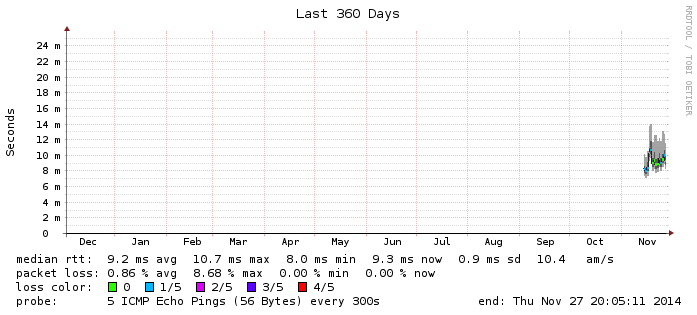 Last 360 Days
RRDTOOL / TOBI OETIKER
Seconds
24 m
22 m
20 m
18 m
16 m
14 m
12 m
10 m
8 m
6 m
4 m
2 m
0
Dec Jan Feb Mar Apr May Jun Jul Aug Sep Oct Nov
median rtt: 9.2 ms avg 10.7 ms max 8.0 ms min 9.3 ms now 0.9 ms sd 10.4 am/s
packet loss: 0.86 % avg 8.68 % max 0.00 % min 0.00 % now
loss color: 0 1/5 2/5 3/5 4/5
probe: 5 ICMP Echo Pings (56 Bytes) every 300s end: Thu Nov 27 20:05:11 2014